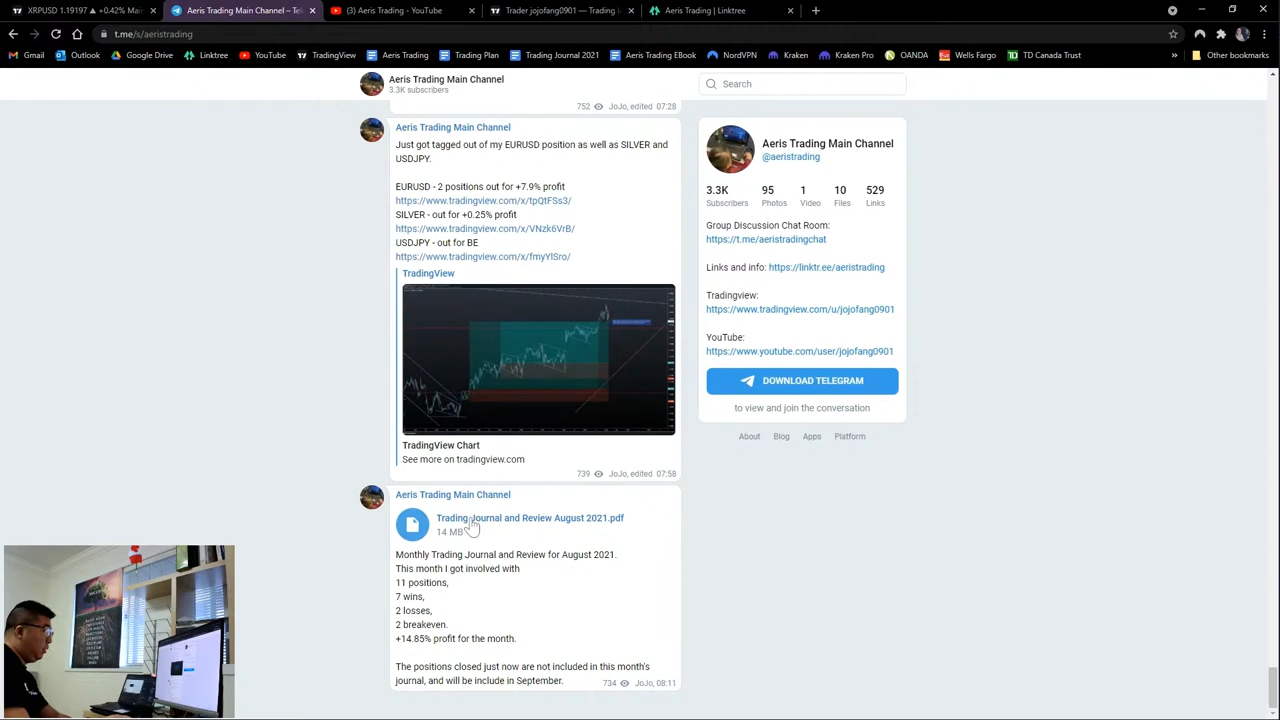 XRPUSD 1.19197 ▲ +0.42% Ma
Aeris Trading Main Channel – Tel
(3) Aeris Trading - YouTube
Trader jojofang0901 — Trading I
Aeris Trading | Linktree
t.me/s/aeristrading
Gmail
Outlook
Google Drive
Linktree
YouTube
TradingView
Aeris Trading
Trading Plan
Trading Journal 2021
Aeris Trading EBook
NordVPN
Kraken
Kraken Pro
OANDA
Wells Fargo
TD Canada Trust
»
Other bookmarks
Aeris Trading Main Channel
3.3K subscribers
Search
752 JoJo, edited 07:28
Aeris Trading Main Channel
Just got tagged out of my EURUSD position as well as SILVER and
USDJPY.
EURUSD - 2 positions out for +7.9% profit
https://www.tradingview.com/x/tpQtFSs3/
SILVER - out for +0.25% profit
https://www.tradingview.com/x/VNzk6VrB/
USDJPY - out for BE
https://www.tradingview.com/x/fmyYlSro/
TradingView
TradingView Chart
See more on tradingview.com
739 JoJo, edited 07:58
Aeris Trading Main Channel
Trading Journal and Review August 2021.pdf
14 MB
Monthly Trading Journal and Review for August 2021.
This month I got involved with
11 positions,
7 wins,
2 losses,
2 breakeven.
+14.85% profit for the month.
The positions closed just now are not included in this month's
journal, and will be include in September.
734 JoJo, 08:11
Aeris Trading Main Channel
@aeristrading
3.3K 95 1 10 529
Subscribers Photos Video Files Links
Group Discussion Chat Room:
https://t.me/aeristradingchat
Links and info: https://linktr.ee/aeristrading
Tradingview:
https://www.tradingview.com/u/jojofang0901
YouTube:
https://www.youtube.com/user/jojofang0901
DOWNLOAD TELEGRAM
to view and join the conversation
About Blog Apps Platform